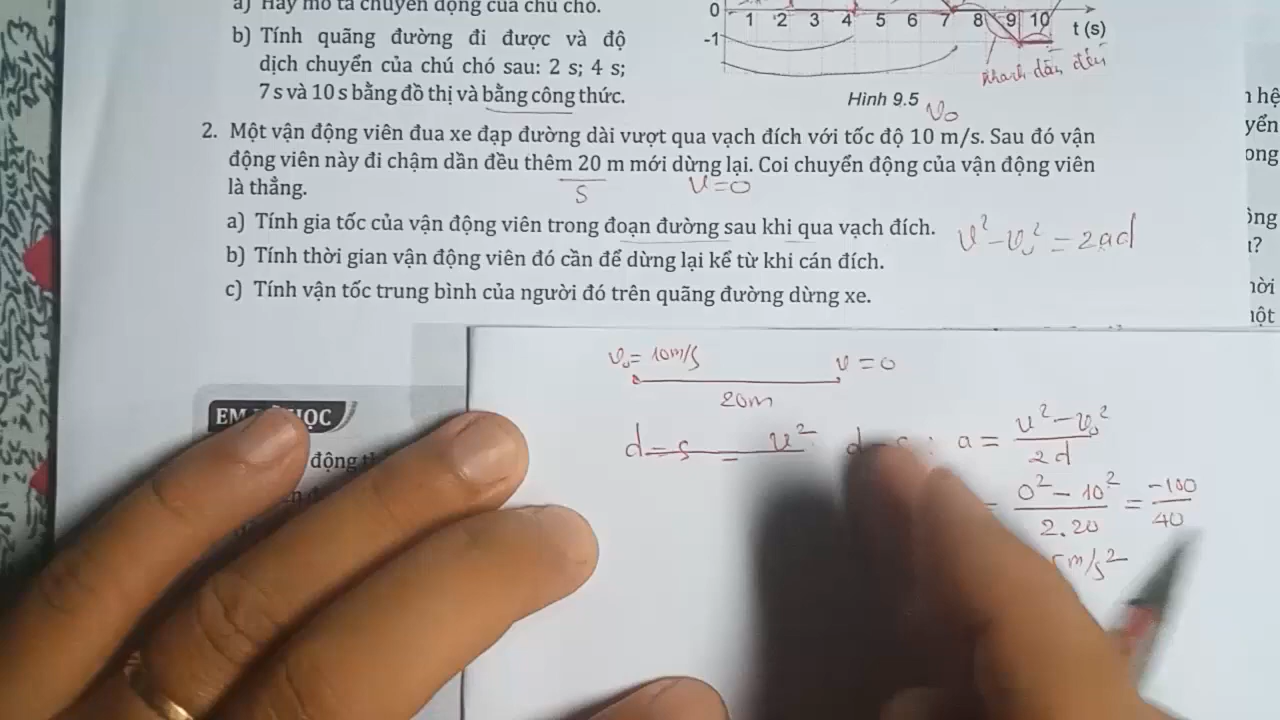 a) Hãy mô tả chuyển động của chú chó.
b) Tính quãng đường đi được và độ
dịch chuyển của chú chó sau: 2 s; 4 s;
7 s và 10 s bằng đồ thị và bằng công thức.
0 1 2 3 4 5 6 7 8 9 10
t (s)
-1
nhanh dần đều
Hình 9.5
v₀
2. Một vận động viên đua xe đạp đường dài vượt qua vạch đích với tốc độ 10 m/s. Sau đó vận
động viên này đi chậm dần đều thêm 20 m mới dừng lại. Coi chuyển động của vận động viên
là thẳng.
s
v=0
a) Tính gia tốc của vận động viên trong đoạn đường sau khi qua vạch đích.
v² - v₀² = 2ad
b) Tính thời gian vận động viên đó cần để dừng lại kể từ khi cán đích.
c) Tính vận tốc trung bình của người đó trên quãng đường dừng xe.
v₀ = 10m/s
v = 0
20m
d = s = v²
a = (v² - v₀²)/2d
= (0² - 10²)/2.20 = -100/40
m/s²
EM
HỌC
động
hệ